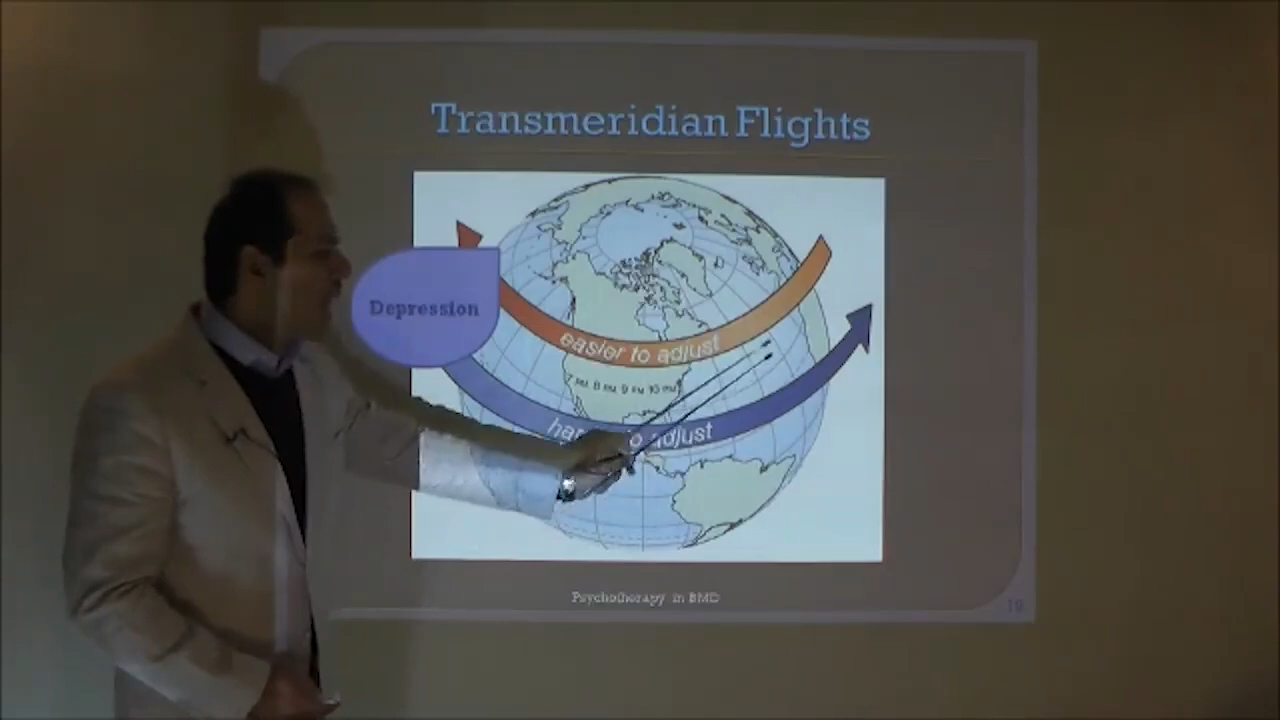 Transmeridian Flights
Depression
easier to adjust
7 PM 8 PM 9 PM 10 PM
to adjust
Psychotherapy in BMD
19